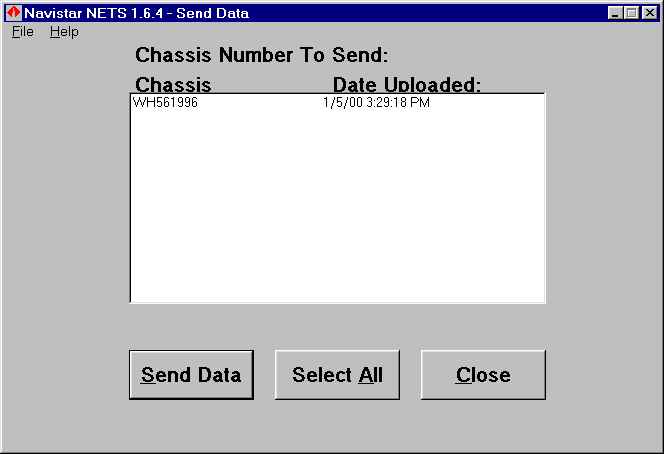 Navistar NETS 1.6.4 - Send Data
File Help
Chassis Number To Send:
Chassis Date Uploaded:
WH561996 1/5/00 3:29:18 PM
Send Data Select All Close